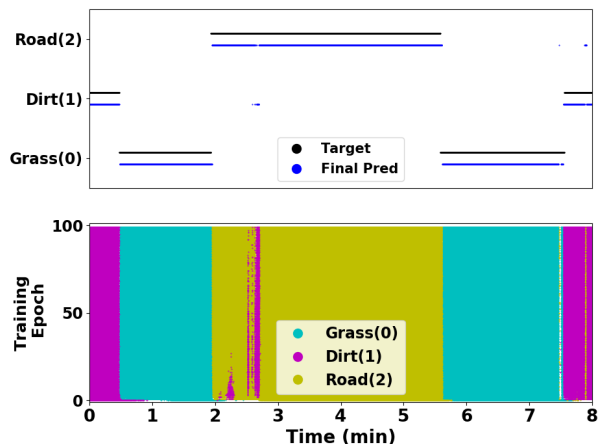 Road(2)
Dirt(1)
Grass(0)
Target
Final Pred
100
50
0
Training
Epoch
Grass(0)
Dirt(1)
Road(2)
0 1 2 3 4 5 6 7 8
Time (min)